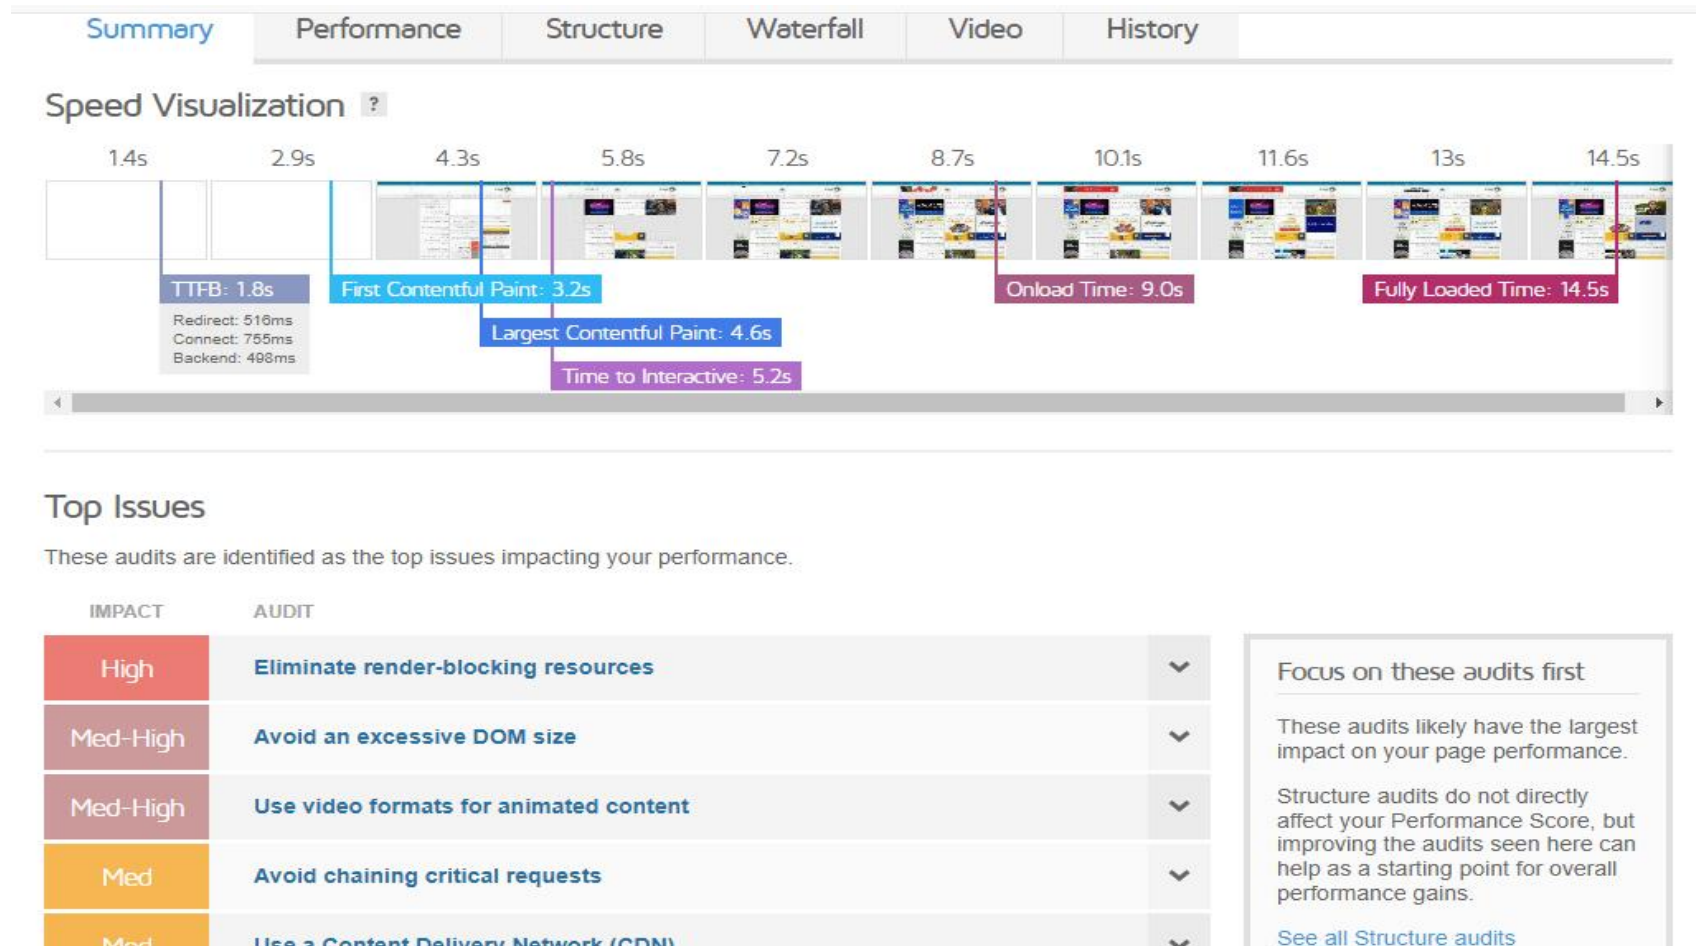 Summary Performance Structure Waterfall Video History
Speed Visualization ?
1.4s 2.9s 4.3s 5.8s 7.2s 8.7s 10.1s 11.6s 13s 14.5s
TTFB: 1.8s
Redirect: 516ms
Connect: 755ms
Backend: 498ms
First Contentful Paint: 3.2s
Largest Contentful Paint: 4.6s
Time to Interactive: 5.2s
Onload Time: 9.0s
Fully Loaded Time: 14.5s
Top Issues
These audits are identified as the top issues impacting your performance.
IMPACT AUDIT
High Eliminate render-blocking resources
Med-High Avoid an excessive DOM size
Med-High Use video formats for animated content
Med Avoid chaining critical requests
Med Use a Content Delivery Network (CDN)
Focus on these audits first
These audits likely have the largest
impact on your page performance.
Structure audits do not directly
affect your Performance Score, but
improving the audits seen here can
help as a starting point for overall
performance gains.
See all Structure audits